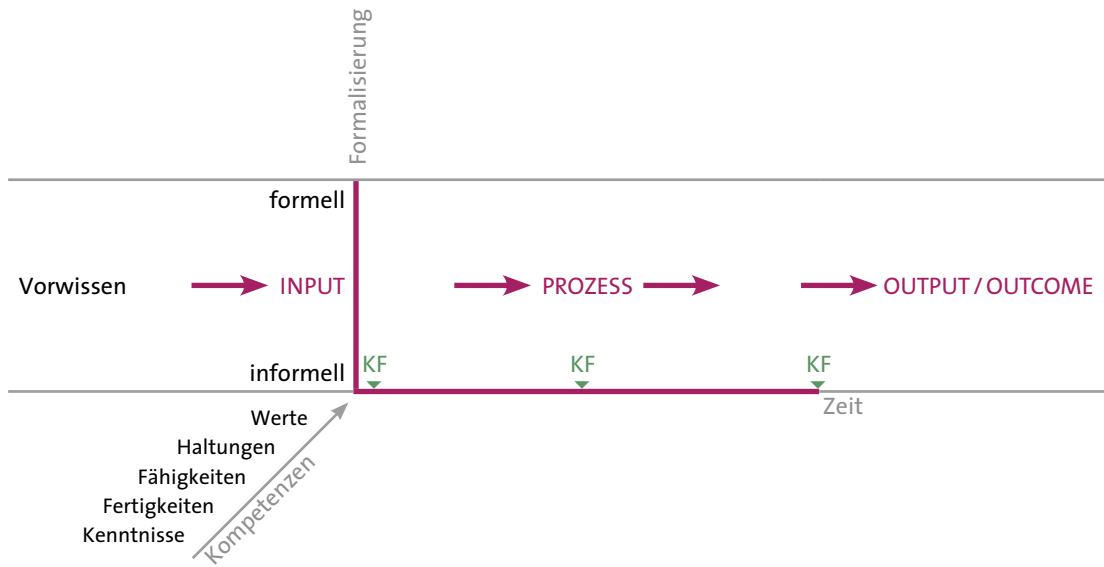 Formalisierung
formell
Vorwissen
INPUT
PROZESS
OUTPUT / OUTCOME
informell
KF
KF
KF
Zeit
Werte
Haltungen
Fähigkeiten
Fertigkeiten
Kenntnisse
Kompetenzen